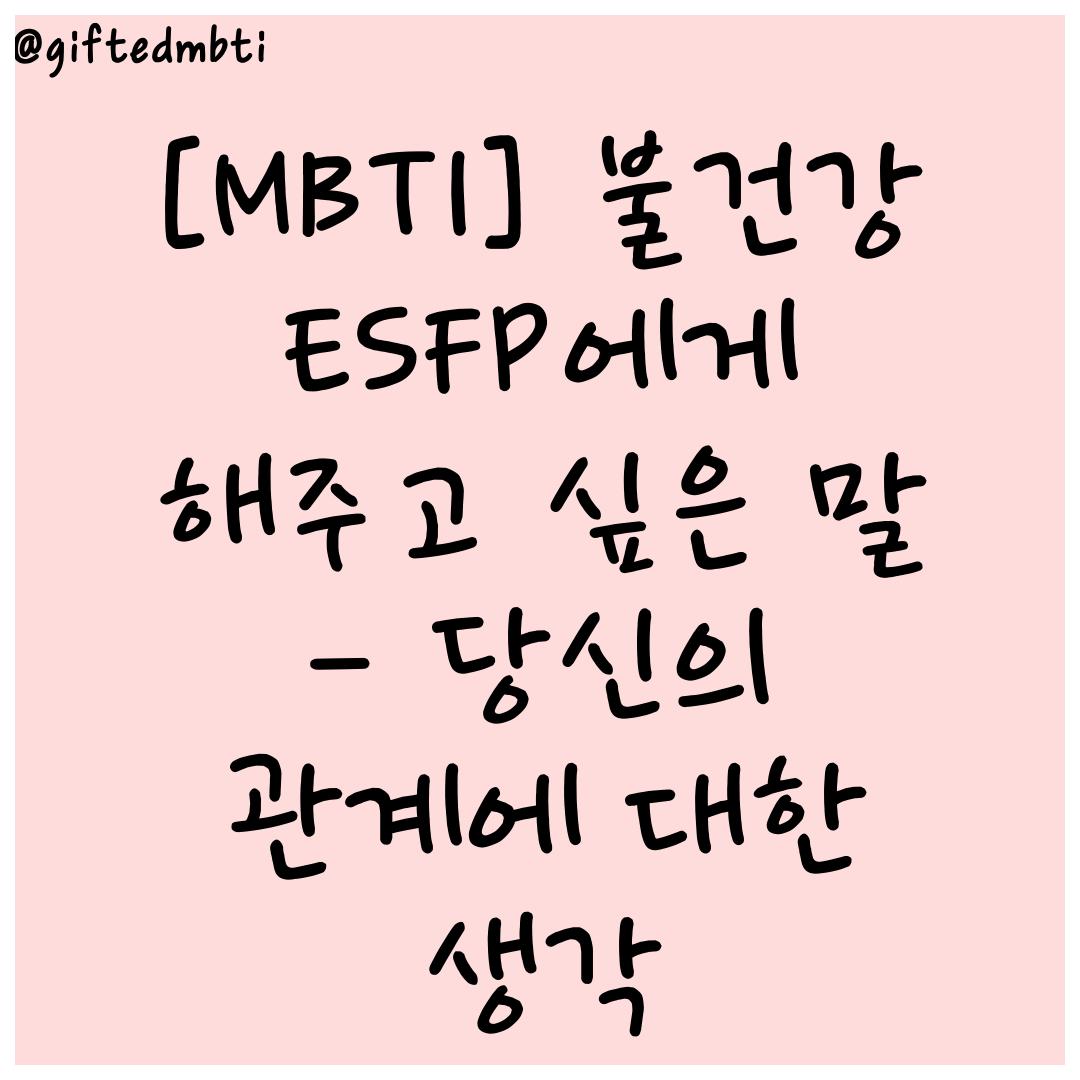 @giftedmbti
[MBTI] 불건강
ESFP에게
해주고 싶은 말
- 당신의
관계에 대한
생각